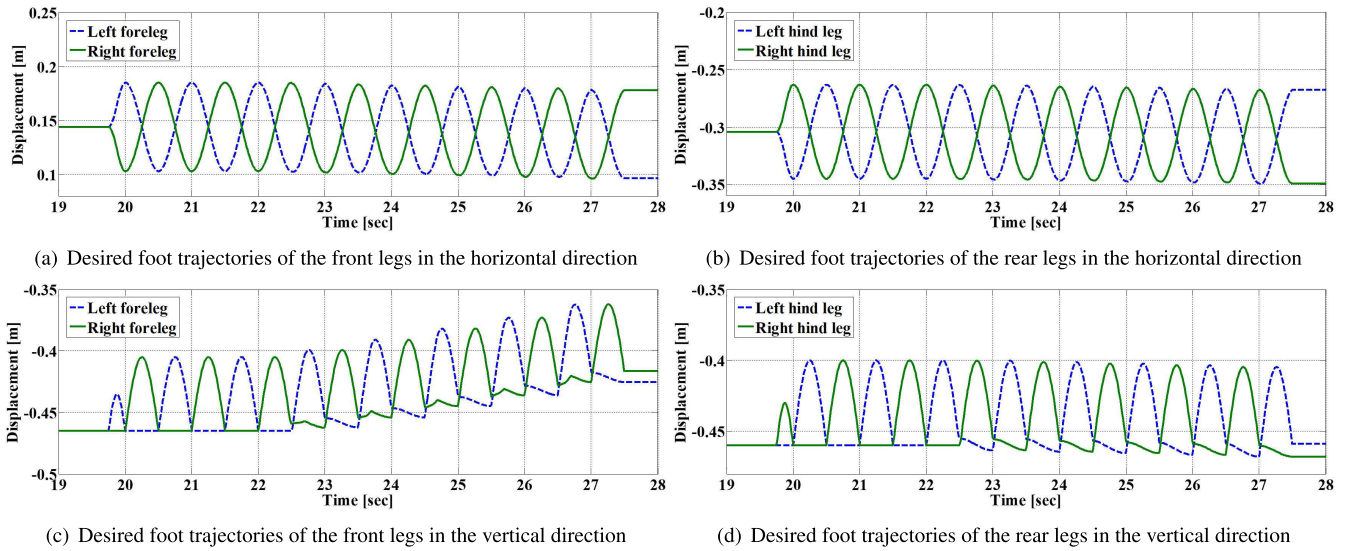 0.25
0.2
0.15
0.1
Displacement [m]
Left foreleg
Right foreleg
19 20 21 22 23 24 25 26 27 28
Time [sec]
(a) Desired foot trajectories of the front legs in the horizontal direction
-0.2
-0.25
-0.3
-0.35
Displacement [m]
Left hind leg
Right hind leg
19 20 21 22 23 24 25 26 27 28
Time [sec]
(b) Desired foot trajectories of the rear legs in the horizontal direction
-0.35
-0.4
-0.45
-0.5
Displacement [m]
Left foreleg
Right foreleg
19 20 21 22 23 24 25 26 27 28
Time [sec]
(c) Desired foot trajectories of the front legs in the vertical direction
-0.35
-0.4
-0.45
Displacement [m]
Left hind leg
Right hind leg
19 20 21 22 23 24 25 26 27 28
Time [sec]
(d) Desired foot trajectories of the rear legs in the vertical direction